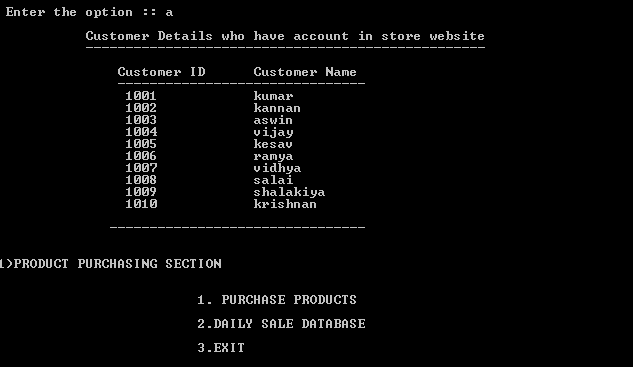 Enter the option :: a
Customer Details who have account in store website
Customer ID Customer Name
1001 kumar
1002 kannan
1003 aswin
1004 vijay
1005 kesav
1006 ramya
1007 vidhya
1008 salai
1009 shalakiya
1010 krishnan
1)PRODUCT PURCHASING SECTION
1. PURCHASE PRODUCTS
2.DAILY SALE DATABASE
3.EXIT